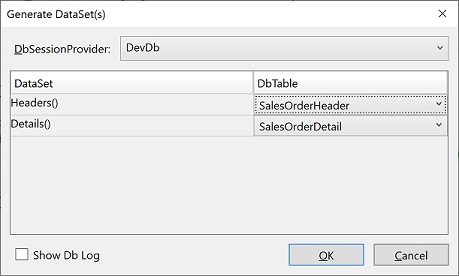 Generate DataSet(s)
DbSessionProvider: DevDb
DataSet DbTable
Headers() SalesOrderHeader
Details() SalesOrderDetail
Show Db Log OK Cancel